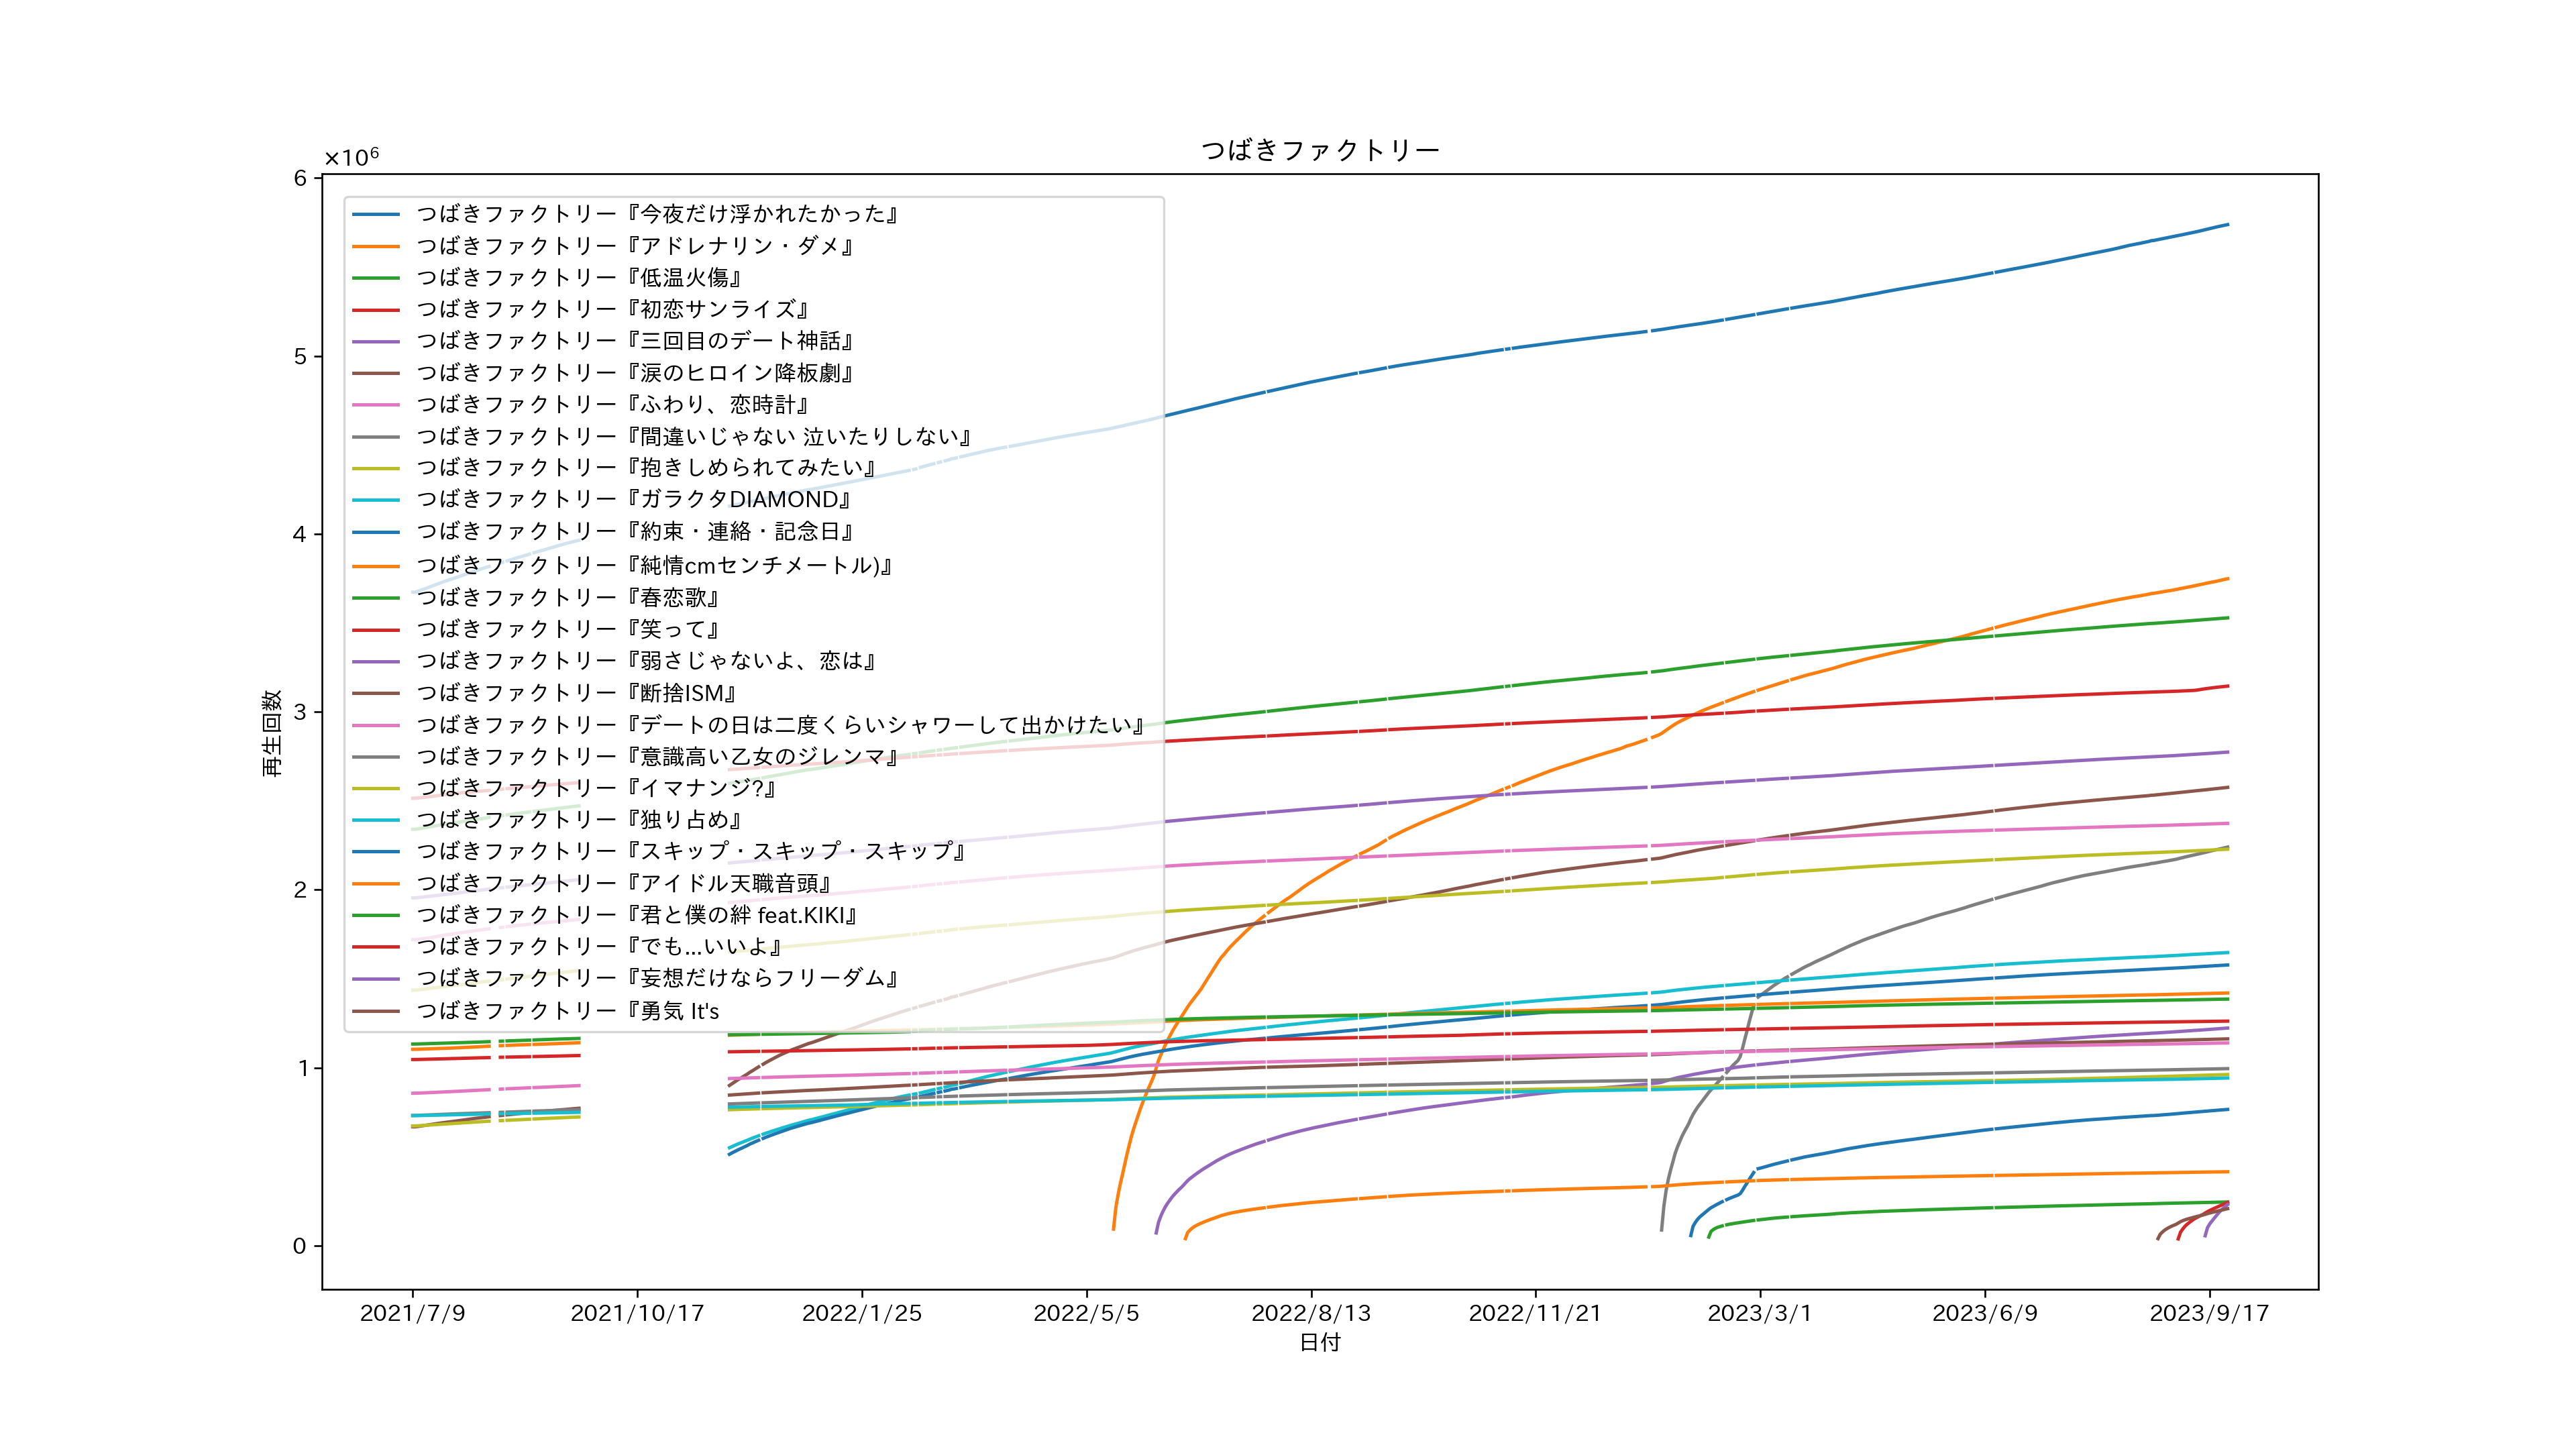 つばきファクトリー
×10⁶
6
5
4
3
2
1
0
再生回数
つばきファクトリー『今夜だけ浮かれたかった』
つばきファクトリー『アドレナリン・ダメ』
つばきファクトリー『低温火傷』
つばきファクトリー『初恋サンライズ』
つばきファクトリー『三回目のデート神話』
つばきファクトリー『涙のヒロイン降板劇』
つばきファクトリー『ふわり、恋時計』
つばきファクトリー『間違いじゃない 泣いたりしない』
つばきファクトリー『抱きしめられてみたい』
つばきファクトリー『ガラクタDIAMOND』
つばきファクトリー『約束・連絡・記念日』
つばきファクトリー『純情cmセンチメートル)』
つばきファクトリー『春恋歌』
つばきファクトリー『笑って』
つばきファクトリー『弱さじゃないよ、恋は』
つばきファクトリー『断捨ISM』
つばきファクトリー『デートの日は二度くらいシャワーして出かけたい』
つばきファクトリー『意識高い乙女のジレンマ』
つばきファクトリー『イマナンジ?』
つばきファクトリー『独り占め』
つばきファクトリー『スキップ・スキップ・スキップ』
つばきファクトリー『アイドル天職音頭』
つばきファクトリー『君と僕の絆 feat.KIKI』
つばきファクトリー『でも...いいよ』
つばきファクトリー『妄想だけならフリーダム』
つばきファクトリー『勇気 It's
2021/7/9 2021/10/17 2022/1/25 2022/5/5 2022/8/13 2022/11/21 2023/3/1 2023/6/9 2023/9/17
日付